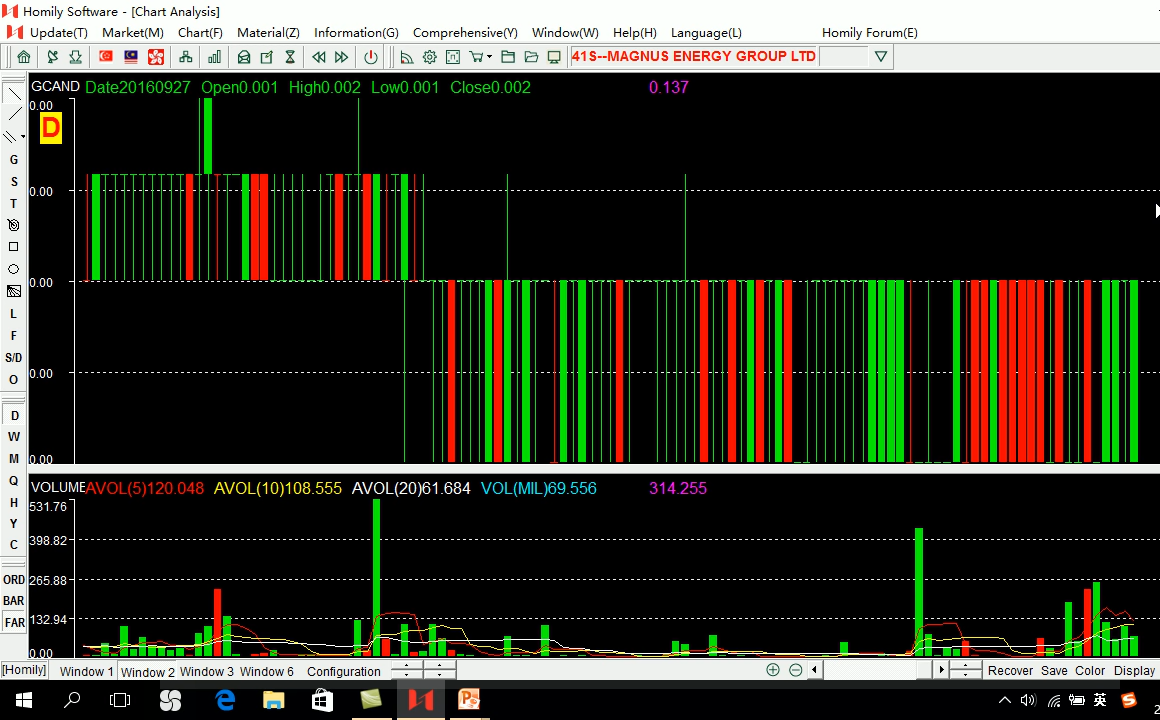 Homily Software - [Chart Analysis]
Update(T) Market(M) Chart(F) Material(Z) Information(G) Comprehensive(Y) Window(W) Help(H) Language(L) Homily Forum(E)
41S--MAGNUS ENERGY GROUP LTD
GCAND Date20160927 Open0.001 High0.002 Low0.001 Close0.002 0.137
0.00
D
G
S
0.00
T
0.00
L
F
S/D
0.00
O
D
W
M
0.00
Q
VOLUME AVOL(5)120.048 AVOL(10)108.555 AVOL(20)61.684 VOL(MIL)69.556 314.255
H
531.76
Y
398.82
C
265.88
ORD
BAR
132.94
FAR
0.00
[Homily] Window 1 Window 2 Window 3 Window 6 Configuration Recover Save Color Display
英
2